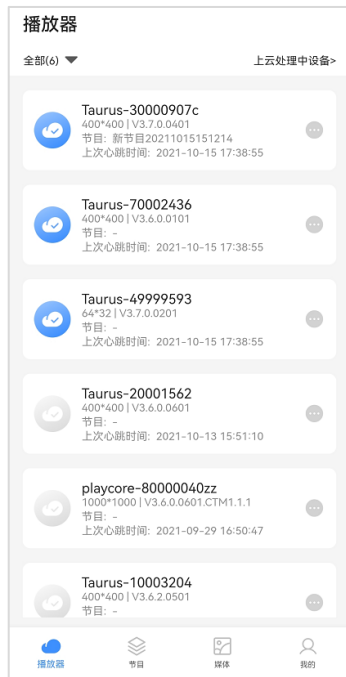 播放器
全部(6)
上云处理中设备>
Taurus-30000907c
400*400 | V3.7.0.0401
节目: 新节目20211015151214
上次心跳时间: 2021-10-15 17:38:55
Taurus-70002436
400*400 | V3.6.0.0101
节目: -
上次心跳时间: 2021-10-15 17:38:55
Taurus-49999593
64*32 | V3.7.0.0201
节目: -
上次心跳时间: 2021-10-15 17:38:55
Taurus-20001562
400*400 | V3.6.0.0601
节目: -
上次心跳时间: 2021-10-13 15:51:10
playcore-80000040zz
1000*1000 | V3.6.0.0601.CTM1.1.1
节目: -
上次心跳时间: 2021-09-29 16:50:47
Taurus-10003204
400*400 | V3.6.2.0501
节目: -
播放器
节目
媒体
我的